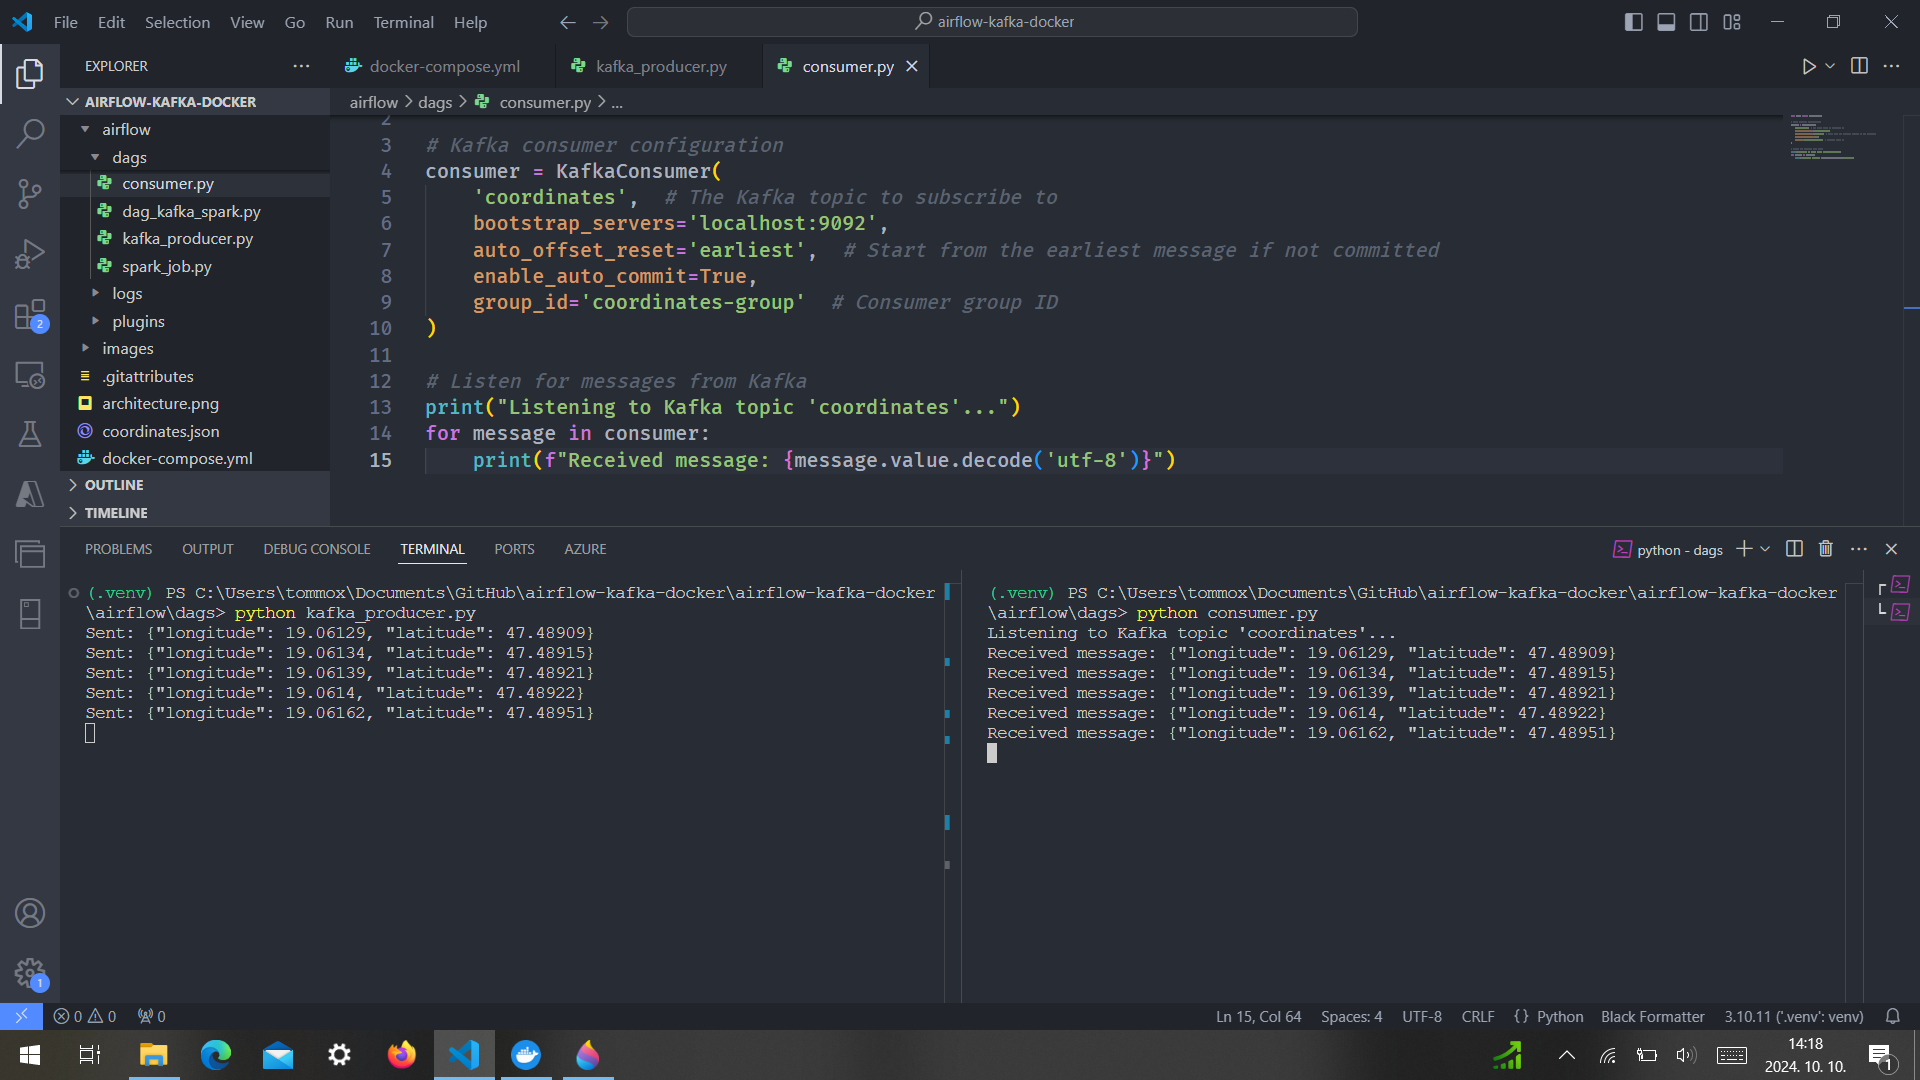 File Edit Selection View Go Run Terminal Help
airflow-kafka-docker
EXPLORER
docker-compose.yml
kafka_producer.py
consumer.py
AIRFLOW-KAFKA-DOCKER
airflow
dags
consumer.py
dag_kafka_spark.py
kafka_producer.py
spark_job.py
logs
plugins
images
.gitattributes
architecture.png
coordinates.json
docker-compose.yml
OUTLINE
TIMELINE
2
2
1
airflow > dags > consumer.py > ...
3 # Kafka consumer configuration
4 consumer = KafkaConsumer(
5 'coordinates',  # The Kafka topic to subscribe to
6 bootstrap_servers='localhost:9092',
7 auto_offset_reset='earliest',  # Start from the earliest message if not committed
8 enable_auto_commit=True,
9 group_id='coordinates-group'  # Consumer group ID
10 )
11
12 # Listen for messages from Kafka
13 print("Listening to Kafka topic 'coordinates'...")
14 for message in consumer:
15 print(f"Received message: {message.value.decode('utf-8')}")
PROBLEMS OUTPUT DEBUG CONSOLE TERMINAL PORTS AZURE
python - dags
(.venv) PS C:\Users\tommox\Documents\GitHub\airflow-kafka-docker\airflow-kafka-docker
\airflow\dags> python kafka_producer.py
Sent: {"longitude": 19.06129, "latitude": 47.48909}
Sent: {"longitude": 19.06134, "latitude": 47.48915}
Sent: {"longitude": 19.06139, "latitude": 47.48921}
Sent: {"longitude": 19.0614, "latitude": 47.48922}
Sent: {"longitude": 19.06162, "latitude": 47.48951}
(.venv) PS C:\Users\tommox\Documents\GitHub\airflow-kafka-docker\airflow-kafka-docker
\airflow\dags> python consumer.py
Listening to Kafka topic 'coordinates'...
Received message: {"longitude": 19.06129, "latitude": 47.48909}
Received message: {"longitude": 19.06134, "latitude": 47.48915}
Received message: {"longitude": 19.06139, "latitude": 47.48921}
Received message: {"longitude": 19.0614, "latitude": 47.48922}
Received message: {"longitude": 19.06162, "latitude": 47.48951}
0 0 0
Ln 15, Col 64 Spaces: 4 UTF-8 CRLF {} Python Black Formatter 3.10.11 ('.venv': venv)
14:18
2024. 10. 10.
1